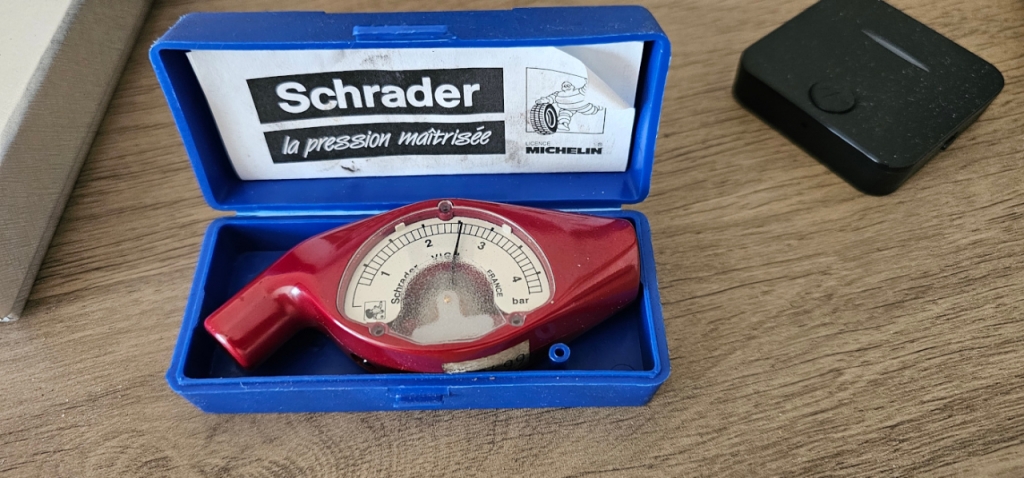 Schrader
la pression maîtrisée
LICENCE
MICHELIN
1 2 3 4
bar
Schrader
FRANCE